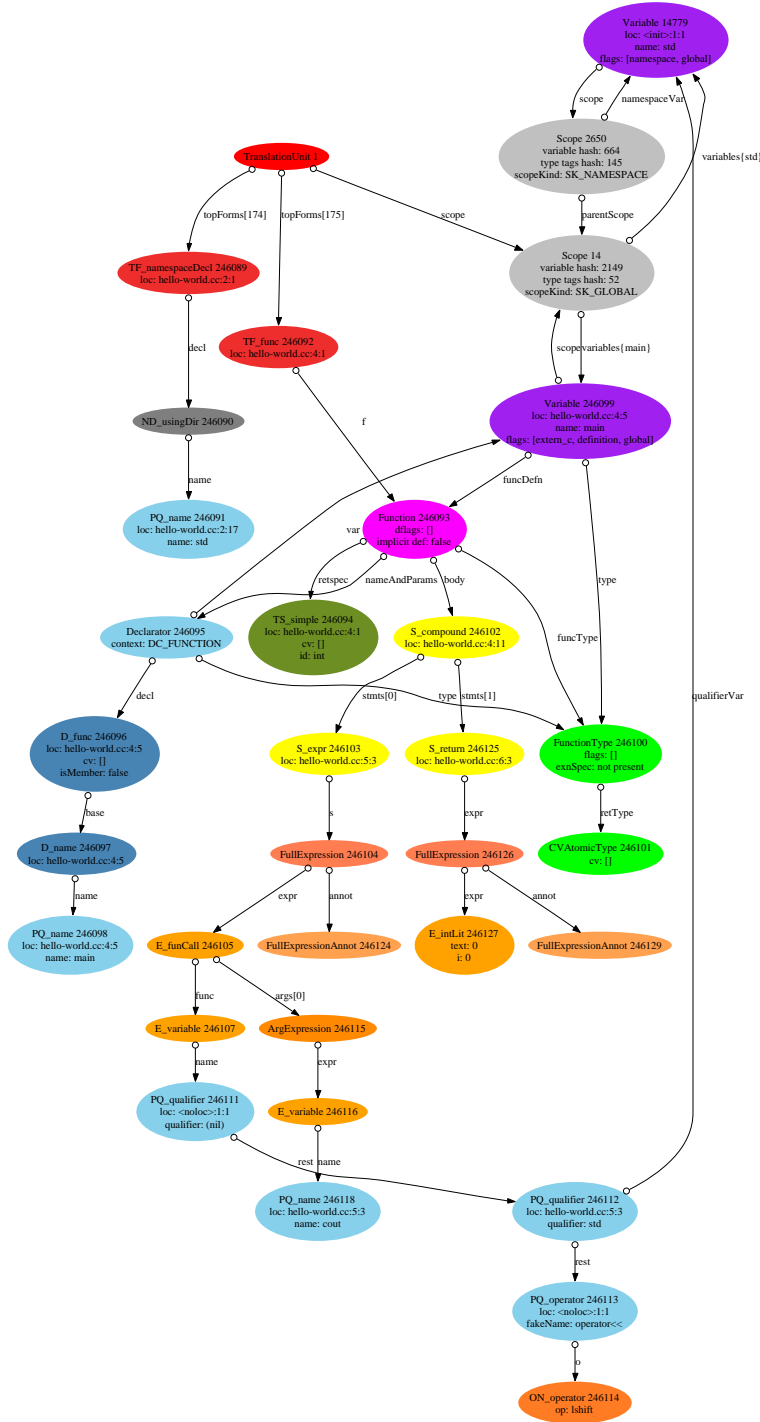 Variable 14779
loc: <init>:1:1
name: std
flags: [namespace, global]
scope
namespaceVar
Scope 2650
variable hash: 664
type tags hash: 145
scopeKind: SK_NAMESPACE
TranslationUnit 1
variables{std}
topForms[174]
topForms[175]
scope
parentScope
TF_namespaceDecl 246089
loc: hello-world.cc:2:1
Scope 14
variable hash: 2149
type tags hash: 52
scopeKind: SK_GLOBAL
decl
TF_func 246092
loc: hello-world.cc:4:1
scope
variables{main}
ND_usingDir 246090
f
Variable 246099
loc: hello-world.cc:4:5
name: main
flags: [extern_c, definition, global]
name
funcDefn
PQ_name 246091
loc: hello-world.cc:2:17
name: std
var
Function 246093
dflags: []
implicit def: false
retspec
nameAndParams
body
type
Declarator 246095
context: DC_FUNCTION
TS_simple 246094
loc: hello-world.cc:4:1
cv: []
id: int
S_compound 246102
loc: hello-world.cc:4:11
funcType
decl
stmts[0]
type
stmts[1]
qualifierVar
D_func 246096
loc: hello-world.cc:4:5
cv: []
isMember: false
S_expr 246103
loc: hello-world.cc:5:3
S_return 246125
loc: hello-world.cc:6:3
FunctionType 246100
flags: []
exnSpec: not present
base
s
expr
retType
D_name 246097
loc: hello-world.cc:4:5
FullExpression 246104
FullExpression 246126
CVAtomicType 246101
cv: []
name
expr
annot
expr
annot
PQ_name 246098
loc: hello-world.cc:4:5
name: main
E_funCall 246105
FullExpressionAnnot 246124
E_intLit 246127
text: 0
i: 0
FullExpressionAnnot 246129
func
args[0]
E_variable 246107
ArgExpression 246115
name
expr
PQ_qualifier 246111
loc: <noloc>:1:1
qualifier: (nil)
E_variable 246116
rest
name
PQ_name 246118
loc: hello-world.cc:5:3
name: cout
PQ_qualifier 246112
loc: hello-world.cc:5:3
qualifier: std
rest
PQ_operator 246113
loc: <noloc>:1:1
fakeName: operator<<
o
ON_operator 246114
op: lshift